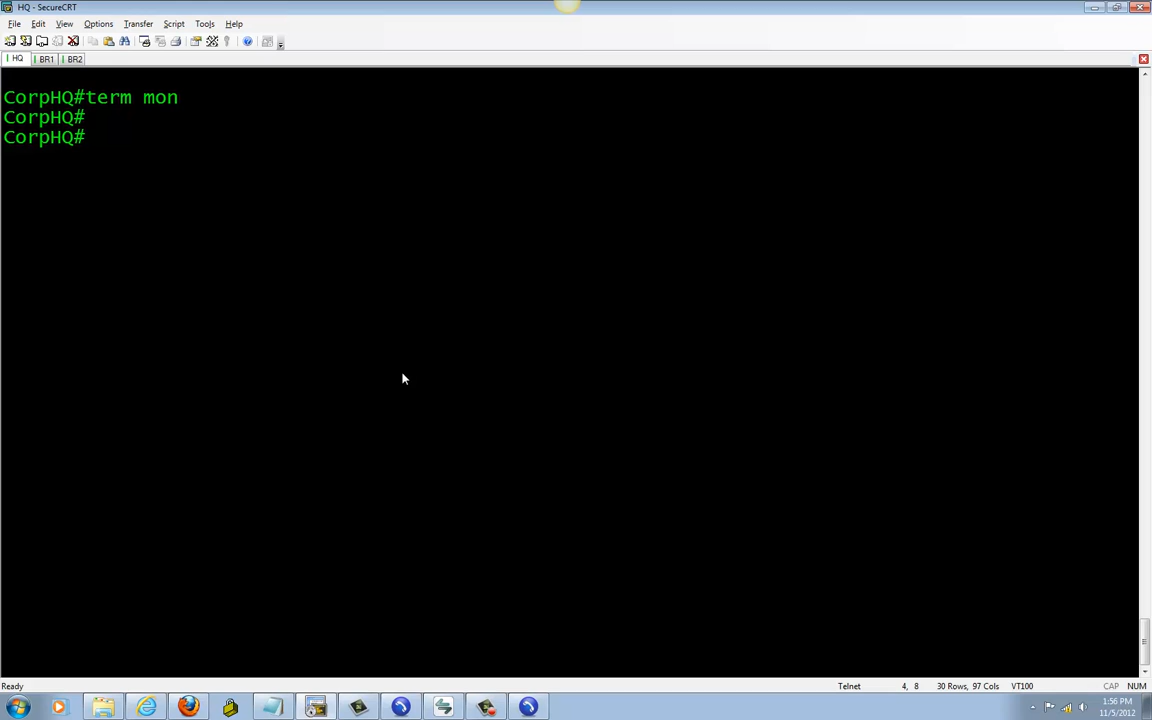 HQ - SecureCRT
File Edit View Options Transfer Script Tools Help
HQ BR1 BR2
CorpHQ#term mon
CorpHQ#
CorpHQ#
Ready Telnet 4, 8 30 Rows, 97 Cols VT100 CAP NUM
1:56 PM
11/5/2012